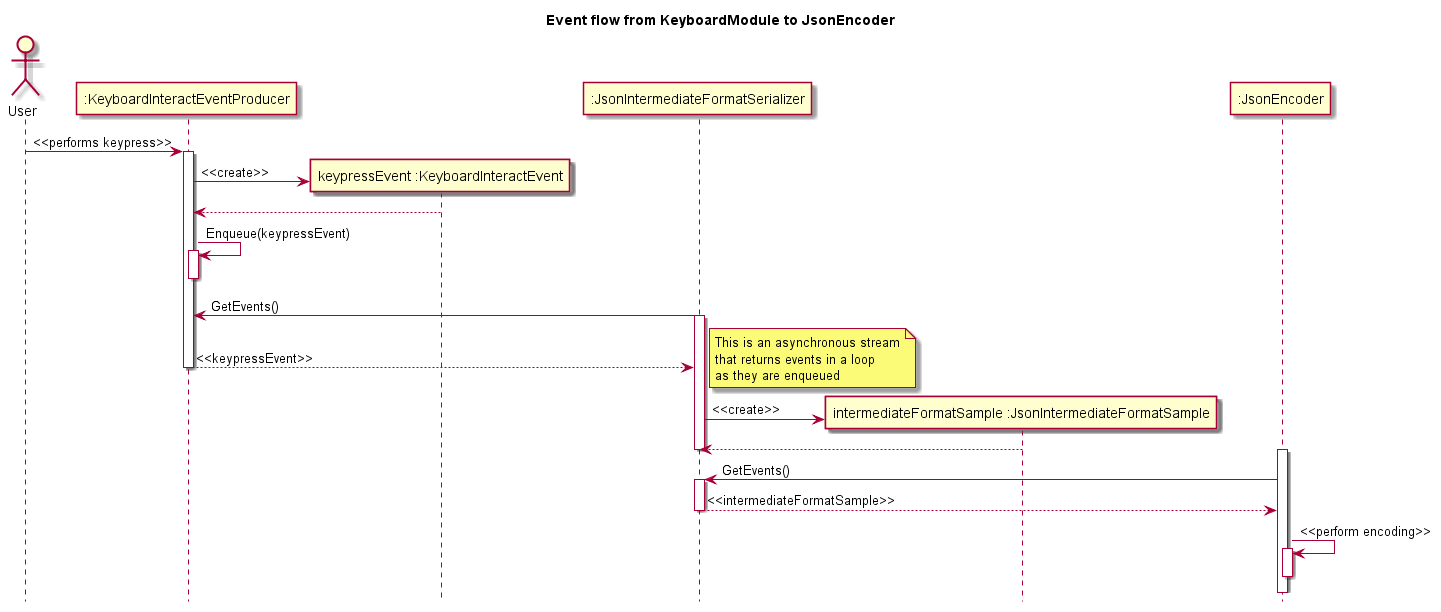 Event flow from KeyboardModule to JsonEncoder
User
:KeyboardInteractEventProducer
:JsonIntermediateFormatSerializer
:JsonEncoder
<<performs keypress>>
<<create>>
keypressEvent :KeyboardInteractEvent
Enqueue(keypressEvent)
GetEvents()
This is an asynchronous stream
that returns events in a loop
as they are enqueued
<<keypressEvent>>
<<create>>
intermediateFormatSample :JsonIntermediateFormatSample
GetEvents()
<<intermediateFormatSample>>
<<perform encoding>>